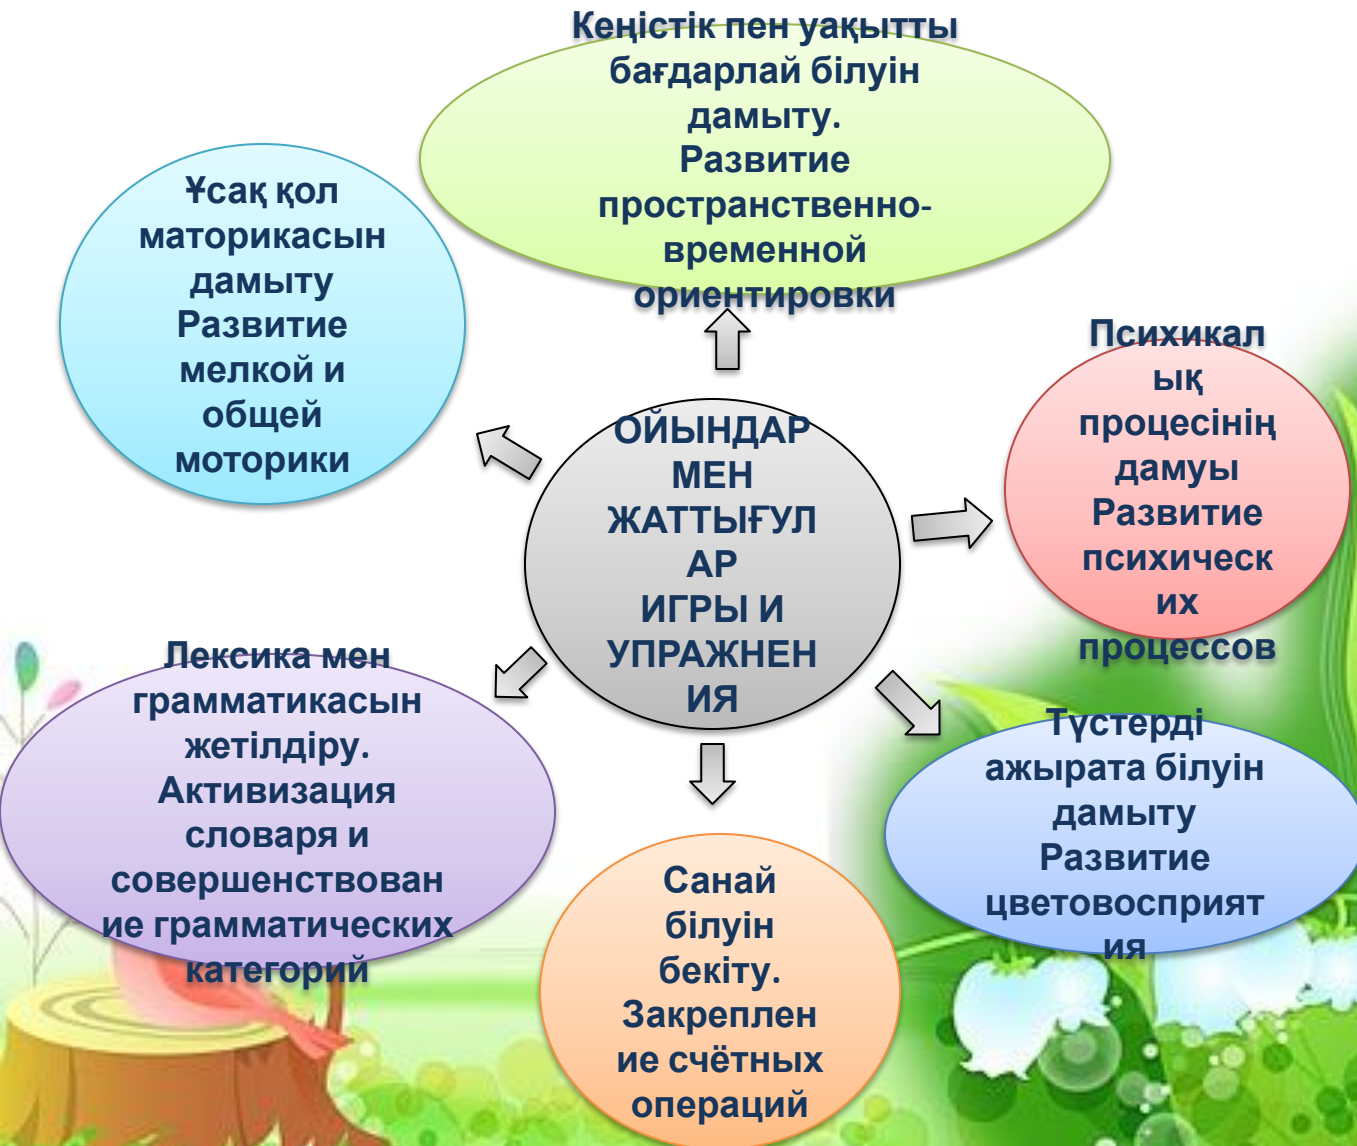 Кеңістік пен уақытты
бағдарлай білуін
дамыту.
Развитие
пространственно-
временной
ориентировки
Ұсақ қол
маторикасын
дамыту
Развитие
мелкой и
общей
моторики
Психикал
ық
процесінің
дамуы
Развитие
психическ
их
процессов
ОЙЫНДАР
МЕН
ЖАТТЫҒУЛ
АР
ИГРЫ И
УПРАЖНЕН
ИЯ
Лексика мен
грамматикасын
жетілдіру.
Активизация
словаря и
совершенствован
ие грамматических
категорий
Түстерді
ажырата білуін
дамыту
Развитие
цветовосприят
ия
Санай
білуін
бекіту.
Закреплен
ие счётных
операций